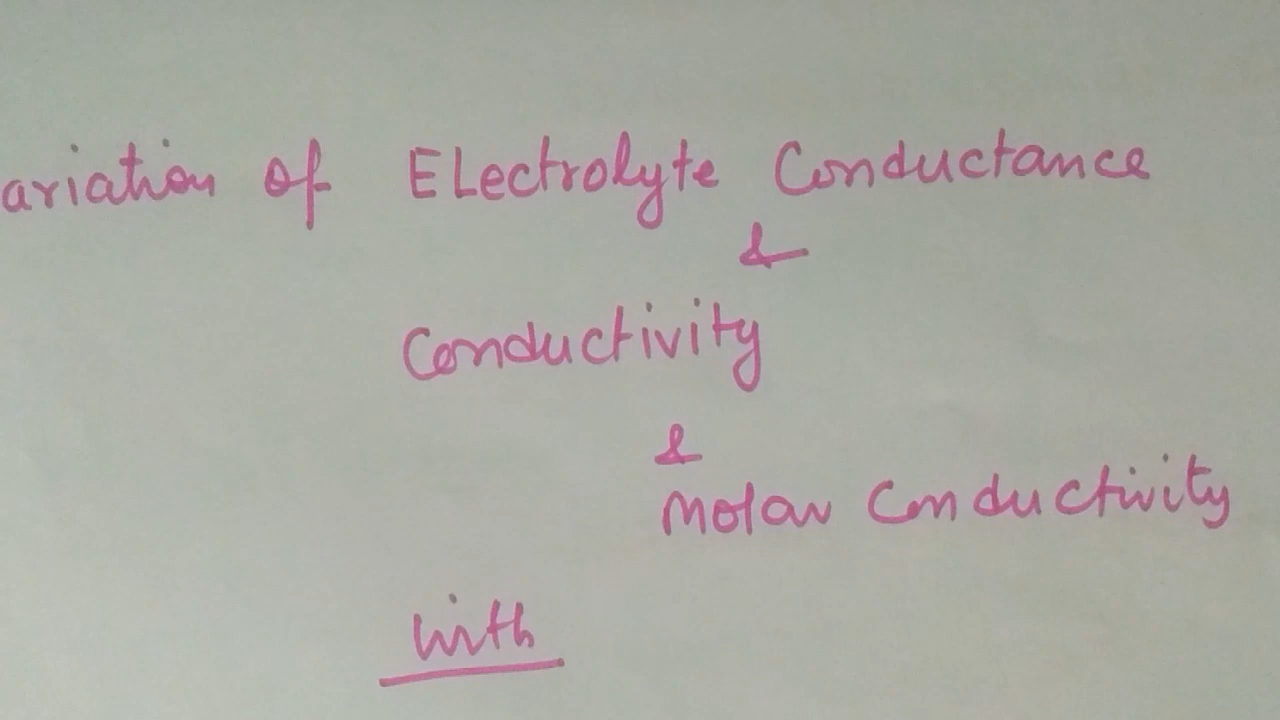 ariation of Electrolyte Conductance
&
Conductivity
&
Molar Conductivity
With